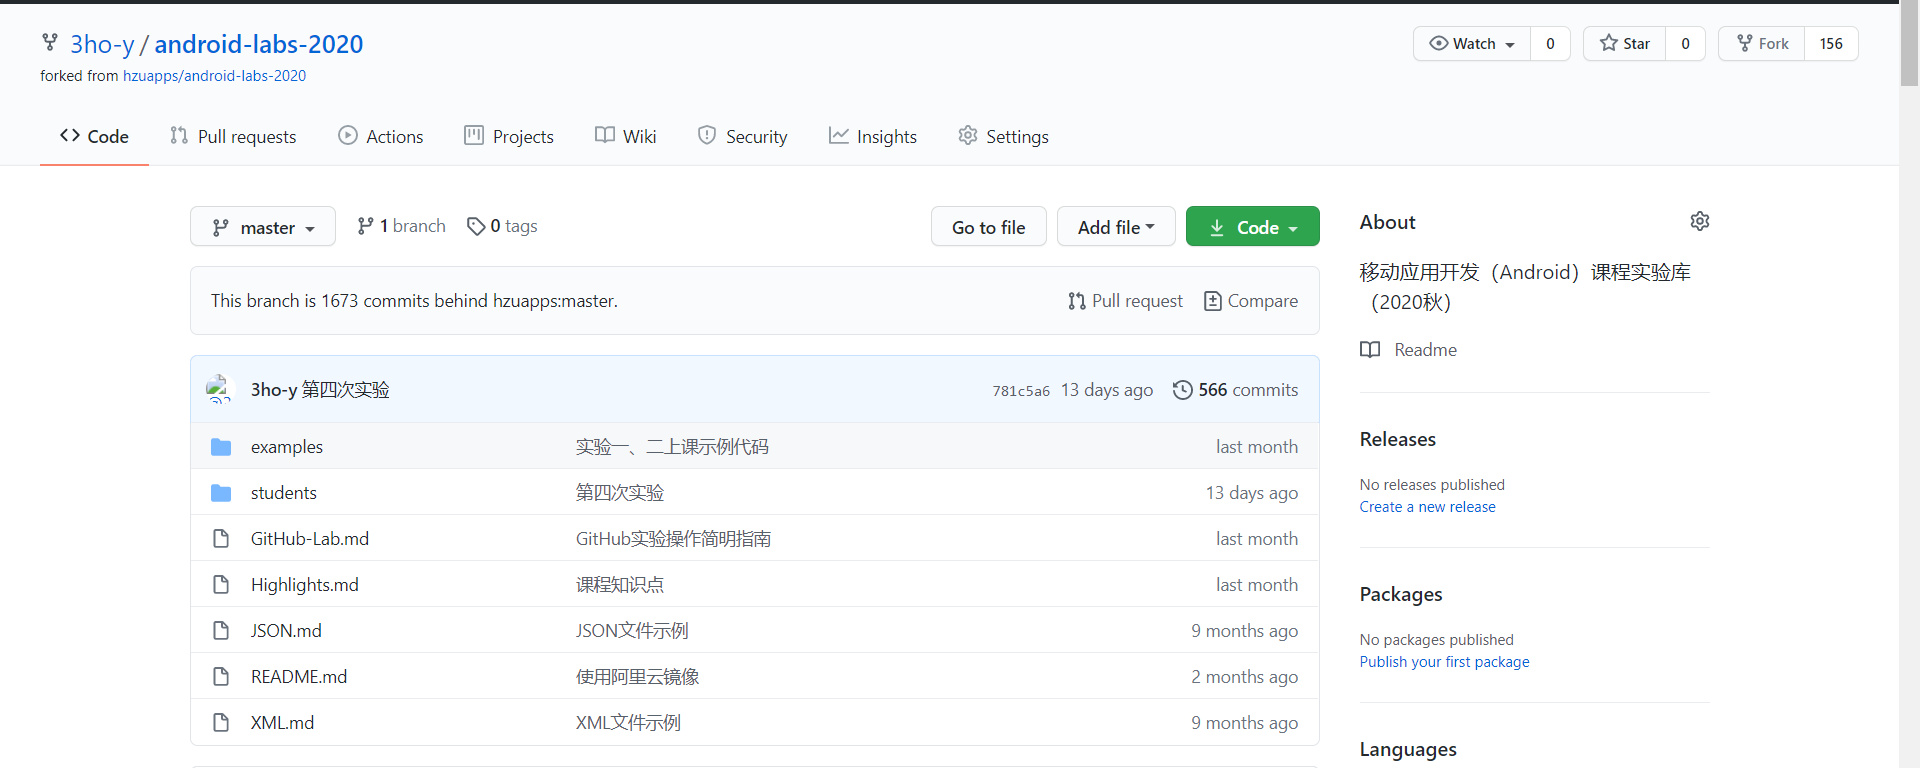 3ho-y / android-labs-2020
forked from hzuapps/android-labs-2020
Watch 0 Star 0 Fork 156
Code Pull requests Actions Projects Wiki Security Insights Settings
master 1 branch 0 tags Go to file Add file Code
This branch is 1673 commits behind hzuapps:master. Pull request Compare
3ho-y 第四次实验 781c5a6 13 days ago 566 commits
examples 实验一、二上课示例代码 last month
students 第四次实验 13 days ago
GitHub-Lab.md GitHub实验操作简明指南 last month
Highlights.md 课程知识点 last month
JSON.md JSON文件示例 9 months ago
README.md 使用阿里云镜像 2 months ago
XML.md XML文件示例 9 months ago
About
移动应用开发（Android）课程实验库
（2020秋）
Readme
Releases
No releases published
Create a new release
Packages
No packages published
Publish your first package
Languages